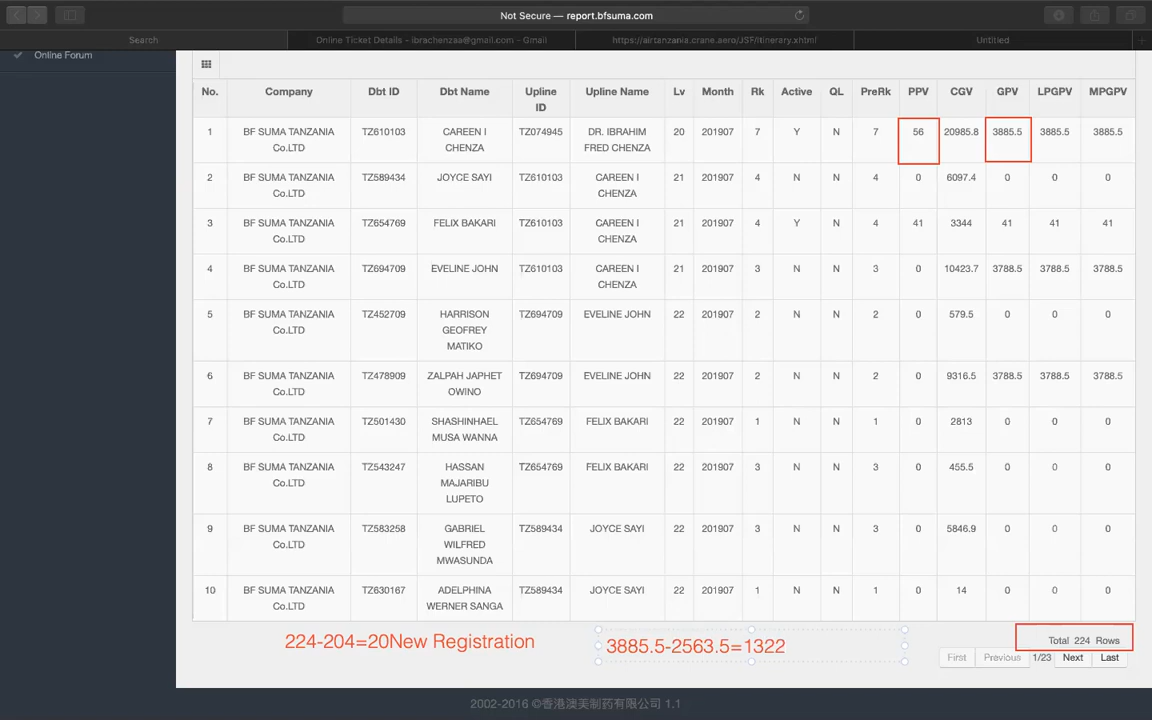 Not Secure — report.bfsuma.com
Search
Online Ticket Details - ibrachenzaa@gmail.com - Gmail
https://airtanzania.crane.aero/JSF/Itinerary.xhtml
Untitled
Online Forum
No. Company Dbt ID Dbt Name Upline ID Upline Name Lv Month Rk Active QL PreRk PPV CGV GPV LPGPV MPGPV
1 BF SUMA TANZANIA Co.LTD TZ610103 CAREEN I CHENZA TZ074945 DR. IBRAHIM FRED CHENZA 20 201907 7 Y N 7 56 20985.8 3885.5 3885.5 3885.5
2 BF SUMA TANZANIA Co.LTD TZ589434 JOYCE SAYI TZ610103 CAREEN I CHENZA 21 201907 4 N N 4 0 6097.4 0 0 0
3 BF SUMA TANZANIA Co.LTD TZ654769 FELIX BAKARI TZ610103 CAREEN I CHENZA 21 201907 4 Y N 4 41 3344 41 41 41
4 BF SUMA TANZANIA Co.LTD TZ694709 EVELINE JOHN TZ610103 CAREEN I CHENZA 21 201907 3 N N 3 0 10423.7 3788.5 3788.5 3788.5
5 BF SUMA TANZANIA Co.LTD TZ452709 HARRISON GEOFREY MATIKO TZ694709 EVELINE JOHN 22 201907 2 N N 2 0 579.5 0 0 0
6 BF SUMA TANZANIA Co.LTD TZ478909 ZALPAH JAPHET OWINO TZ694709 EVELINE JOHN 22 201907 2 N N 2 0 9316.5 3788.5 3788.5 3788.5
7 BF SUMA TANZANIA Co.LTD TZ501430 SHASHINHAEL MUSA WANNA TZ654769 FELIX BAKARI 22 201907 1 N N 1 0 2813 0 0 0
8 BF SUMA TANZANIA Co.LTD TZ543247 HASSAN MAJARIBU LUPETO TZ654769 FELIX BAKARI 22 201907 3 N N 3 0 455.5 0 0 0
9 BF SUMA TANZANIA Co.LTD TZ583258 GABRIEL WILFRED MWASUNDA TZ589434 JOYCE SAYI 22 201907 3 N N 3 0 5846.9 0 0 0
10 BF SUMA TANZANIA Co.LTD TZ630167 ADELPHINA WERNER SANGA TZ589434 JOYCE SAYI 22 201907 1 N N 1 0 14 0 0 0
224-204=20New Registration
3885.5-2563.5=1322
Total 224 Rows
First Previous 1/23 Next Last
2002-2016 ©香港澳美制药有限公司 1.1